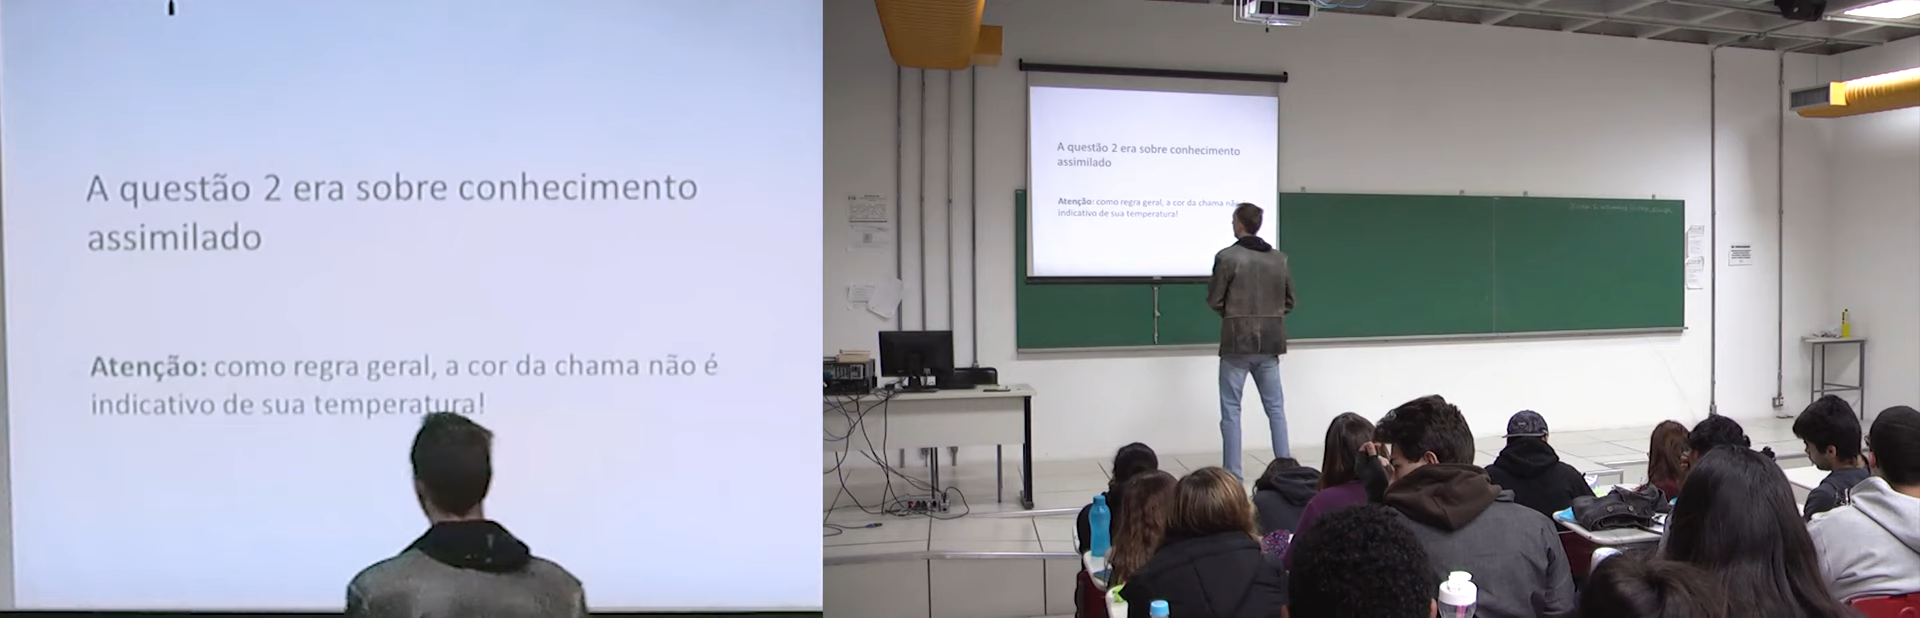 A questão 2 era sobre conhecimento
assimilado
Atenção: como regra geral, a cor da chama não é
indicativo de sua temperatura!
A questão 2 era sobre conhecimento
assimilado
Atenção: como regra geral, a cor da chama não
indicativo de sua temperatura!